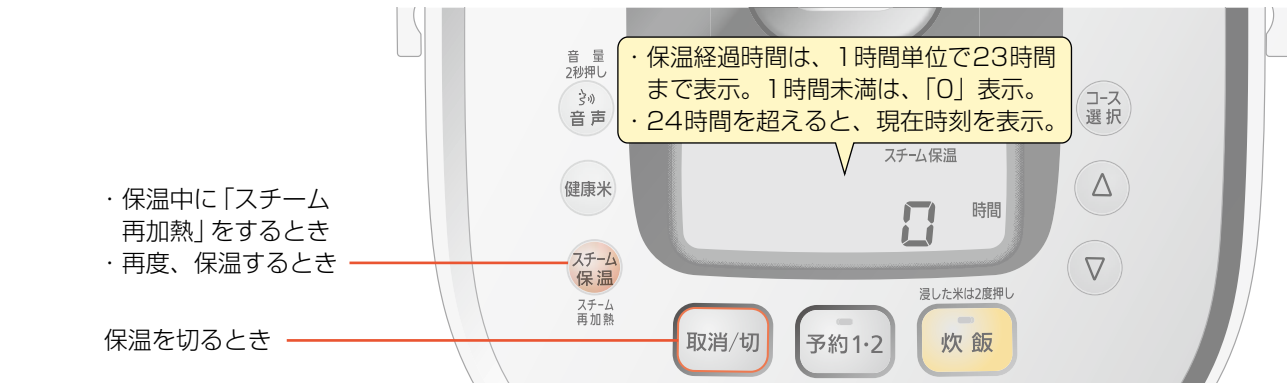 音 量
2秒押し
音 声
・保温経過時間は、1時間単位で23時間
まで表示。1時間未満は、「0」表示。
・24時間を超えると、現在時刻を表示。
コース
選 択
スチーム保温
健康米
0 時間
・保温中に「スチーム
再加熱」をするとき
・再度、保温するとき
スチーム
保 温
スチーム
再加熱
浸した米は2度押し
保温を切るとき
取消/切
予約1・2
炊 飯